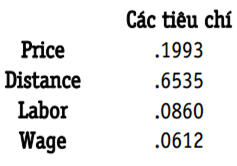 Các tiêu chí
Price .1993
Distance .6535
Labor .0860
Wage .0612